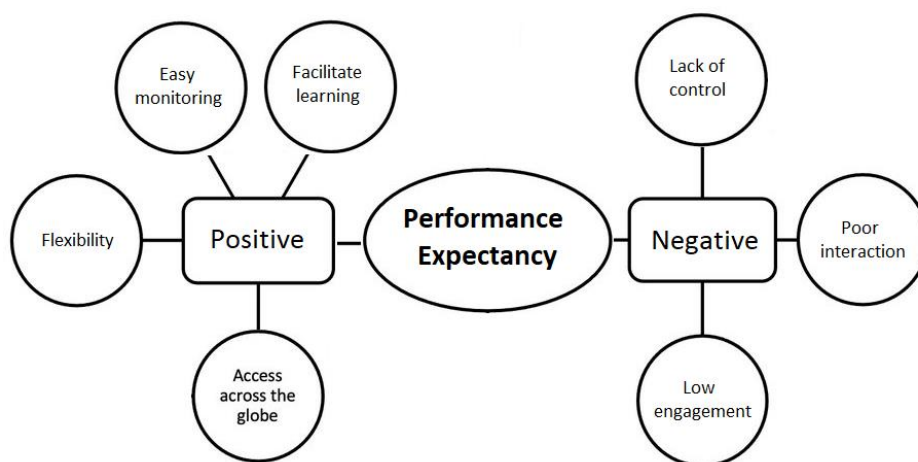 Easy
monitoring
Facilitate
learning
Flexibility
Positive
Access
across the
globe
Performance
Expectancy
Lack of
control
Negative
Poor
interaction
Low
engagement